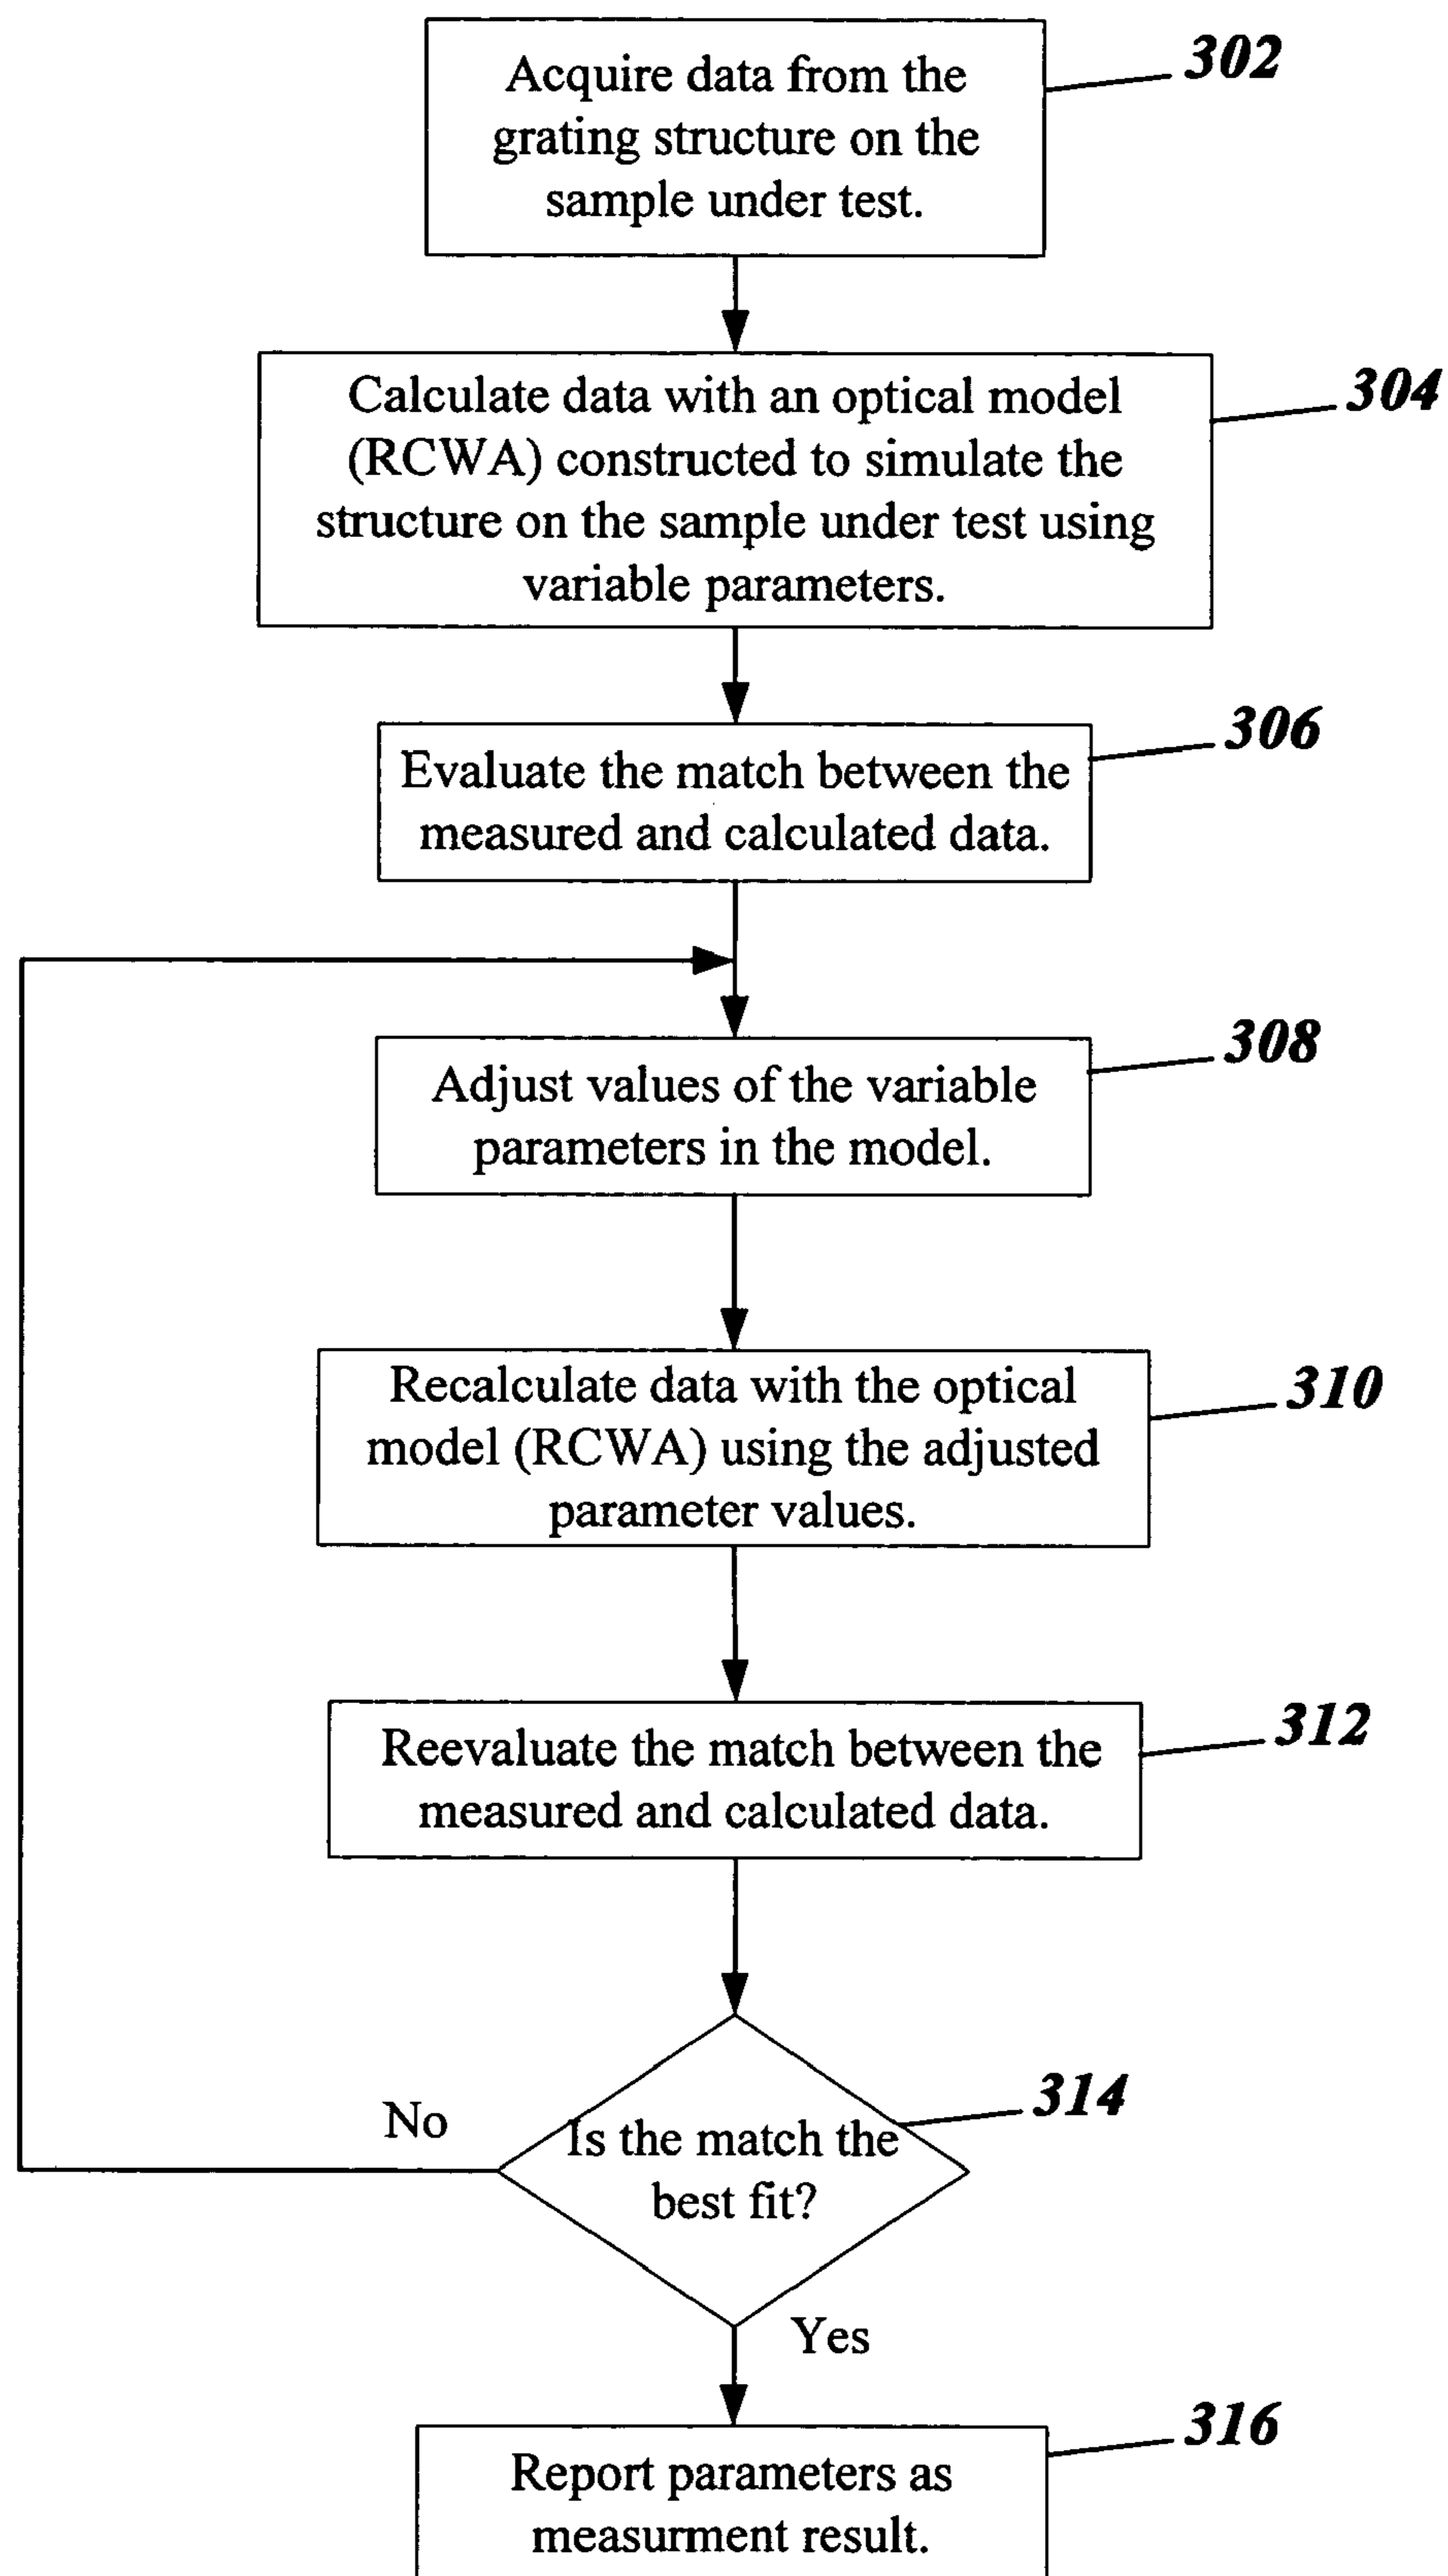 Acquire data from the
grating structure on the
sample under test.
302
Calculate data with an optical model
(RCWA) constructed to simulate the
structure on the sample under test using
variable parameters.
304
Evaluate the match between the
measured and calculated data.
306
Adjust values of the variable
parameters in the model.
308
Recalculate data with the optical
model (RCWA) using the adjusted
parameter values.
310
Reevaluate the match between the
measured and calculated data.
312
Is the match the
best fit?
314
No
Yes
Report parameters as
measurment result.
316